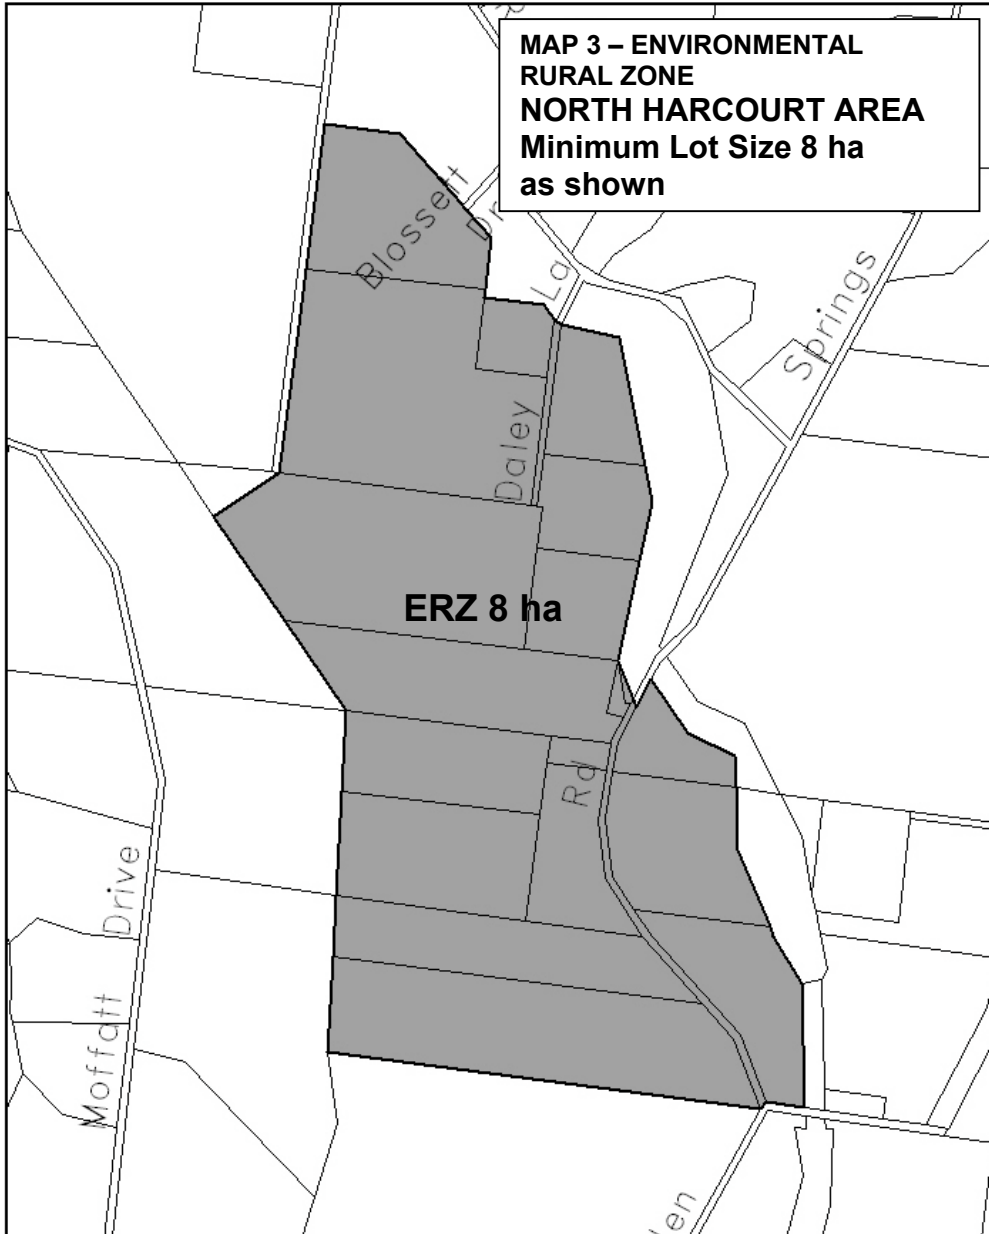 MAP 3 – ENVIRONMENTAL
RURAL ZONE
NORTH HARCOURT AREA
Minimum Lot Size 8 ha
as shown
Blossett
Dr
La
Springs
Daley
ERZ 8 ha
Rd
Moffatt Drive